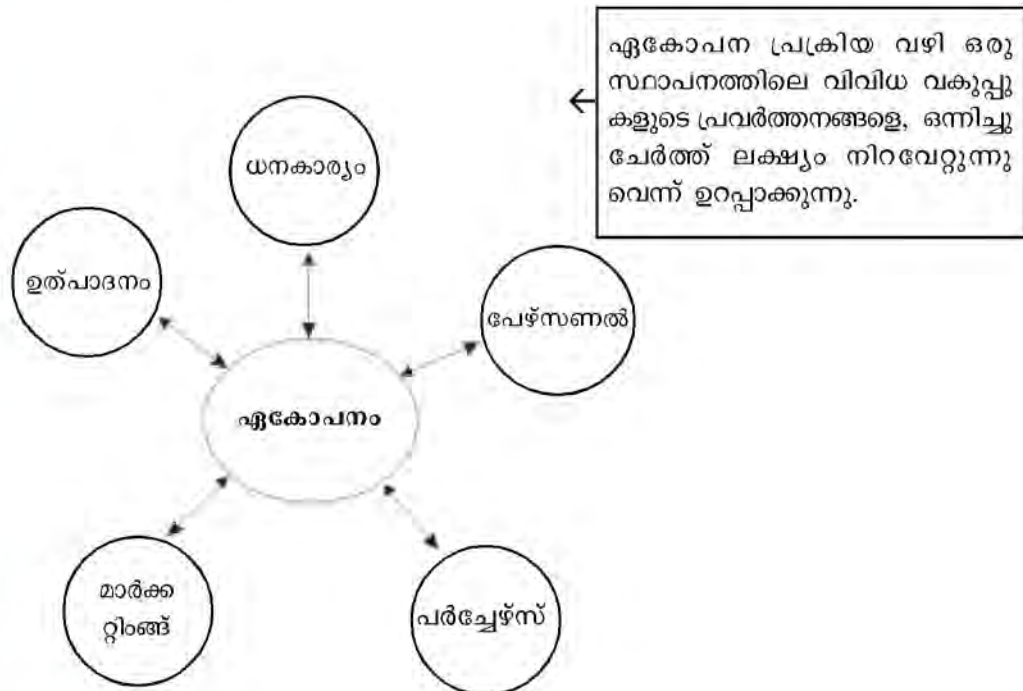 ഏകോപന പ്രക്രിയ വഴി ഒരു
സ്ഥാപനത്തിലെ വിവിധ വകുപ്പു
കളുടെ പ്രവർത്തനങ്ങളെ, ഒന്നിച്ചു
ചേർത്ത് ലക്ഷ്യം നിറവേറ്റുന്നു
വെന്ന് ഉറപ്പാക്കുന്നു.
ധനകാര്യം
ഉത്പാദനം
പേഴ്സണൽ
ഏകോപനം
മാർക്ക
റ്റിംങ്ങ്
പർച്ചേഴ്സ്